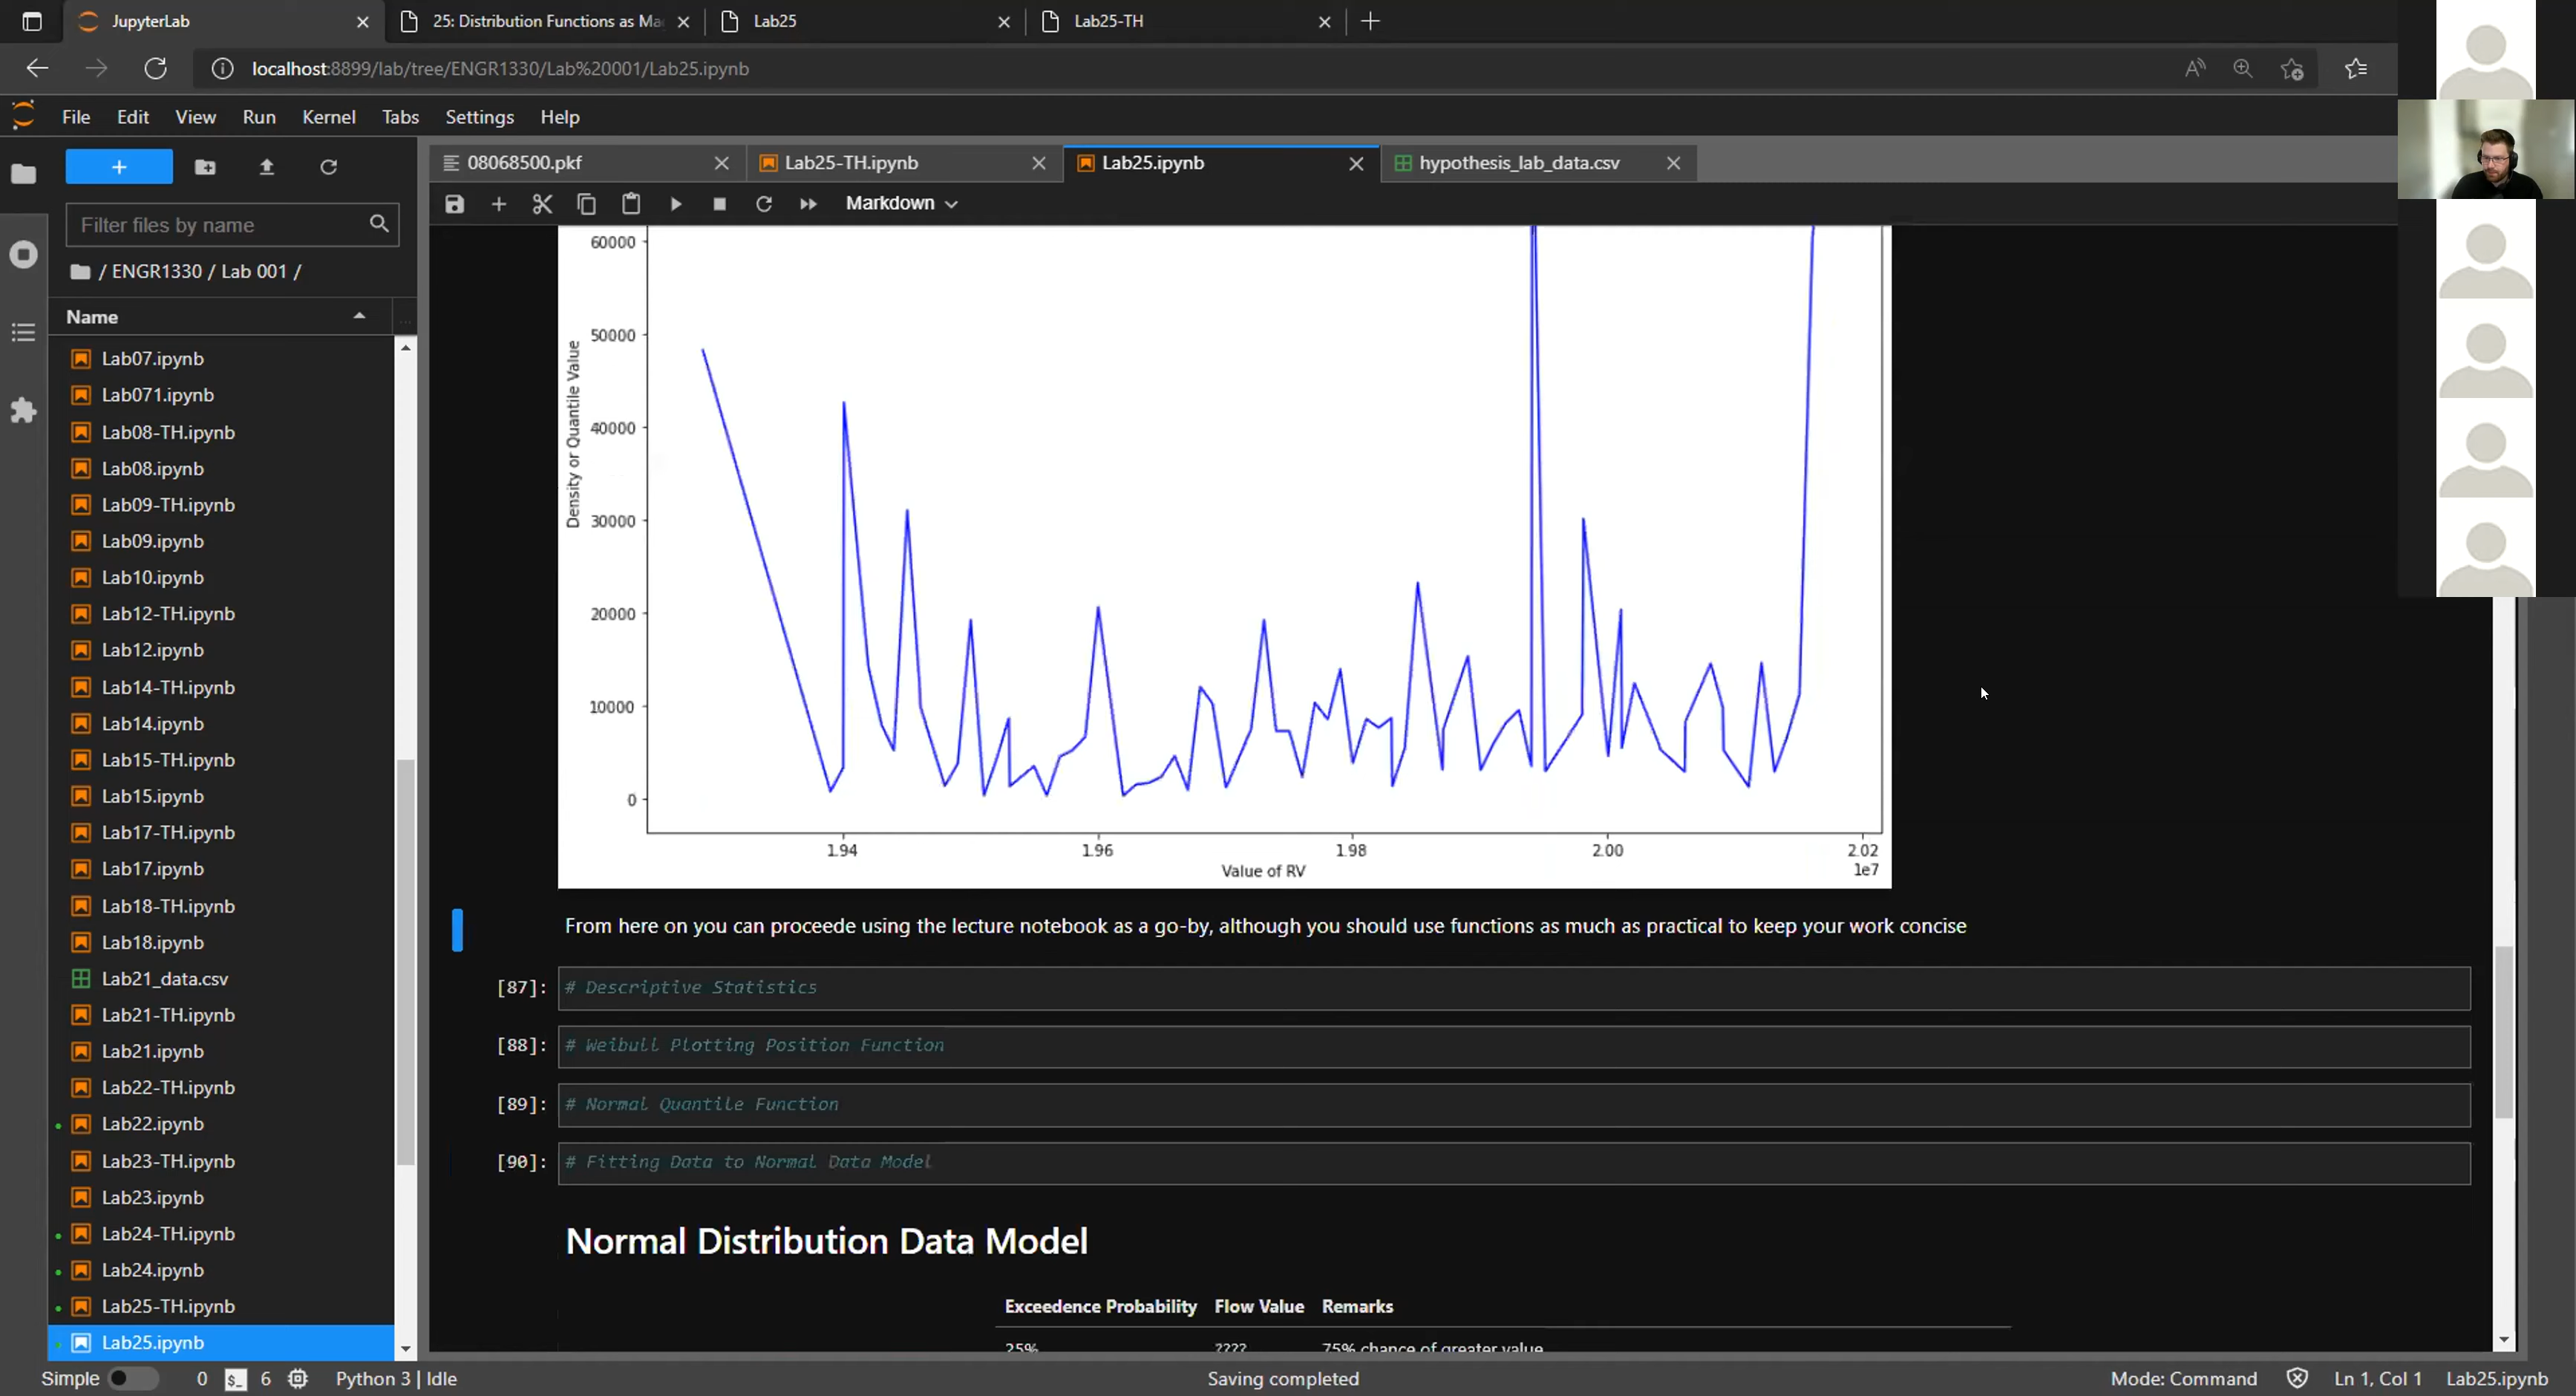 JupyterLab
25: Distribution Functions as Ma
Lab25
Lab25-TH
localhost:8899/lab/tree/ENGR1330/Lab%20001/Lab25.ipynb
File Edit View Run Kernel Tabs Settings Help
08068500.pkf
Lab25-TH.ipynb
Lab25.ipynb
hypothesis_lab_data.csv
Markdown
Filter files by name
/ ENGR1330 / Lab 001 /
Name
Lab07.ipynb
Lab071.ipynb
Lab08-TH.ipynb
Lab08.ipynb
Lab09-TH.ipynb
Lab09.ipynb
Lab10.ipynb
Lab12-TH.ipynb
Lab12.ipynb
Lab14-TH.ipynb
Lab14.ipynb
Lab15-TH.ipynb
Lab15.ipynb
Lab17-TH.ipynb
Lab17.ipynb
Lab18-TH.ipynb
Lab18.ipynb
Lab21_data.csv
Lab21-TH.ipynb
Lab21.ipynb
Lab22-TH.ipynb
Lab22.ipynb
Lab23-TH.ipynb
Lab23.ipynb
Lab24-TH.ipynb
Lab24.ipynb
Lab25-TH.ipynb
Lab25.ipynb
60000
50000
40000
30000
20000
10000
0
Density or Quantile Value
1.94 1.96 1.98 2.00 2.02
1e7
Value of RV
From here on you can proceede using the lecture notebook as a go-by, although you should use functions as much as practical to keep your work concise
[87]: # Descriptive Statistics
[88]: # Weibull Plotting Position Function
[89]: # Normal Quantile Function
[90]: # Fitting Data to Normal Data Model
Normal Distribution Data Model
Exceedence Probability Flow Value Remarks
25% ???? 75% chance of greater value
Simple 0 $_ 6 Python 3 | Idle
Saving completed
Mode: Command Ln 1, Col 1 Lab25.ipynb